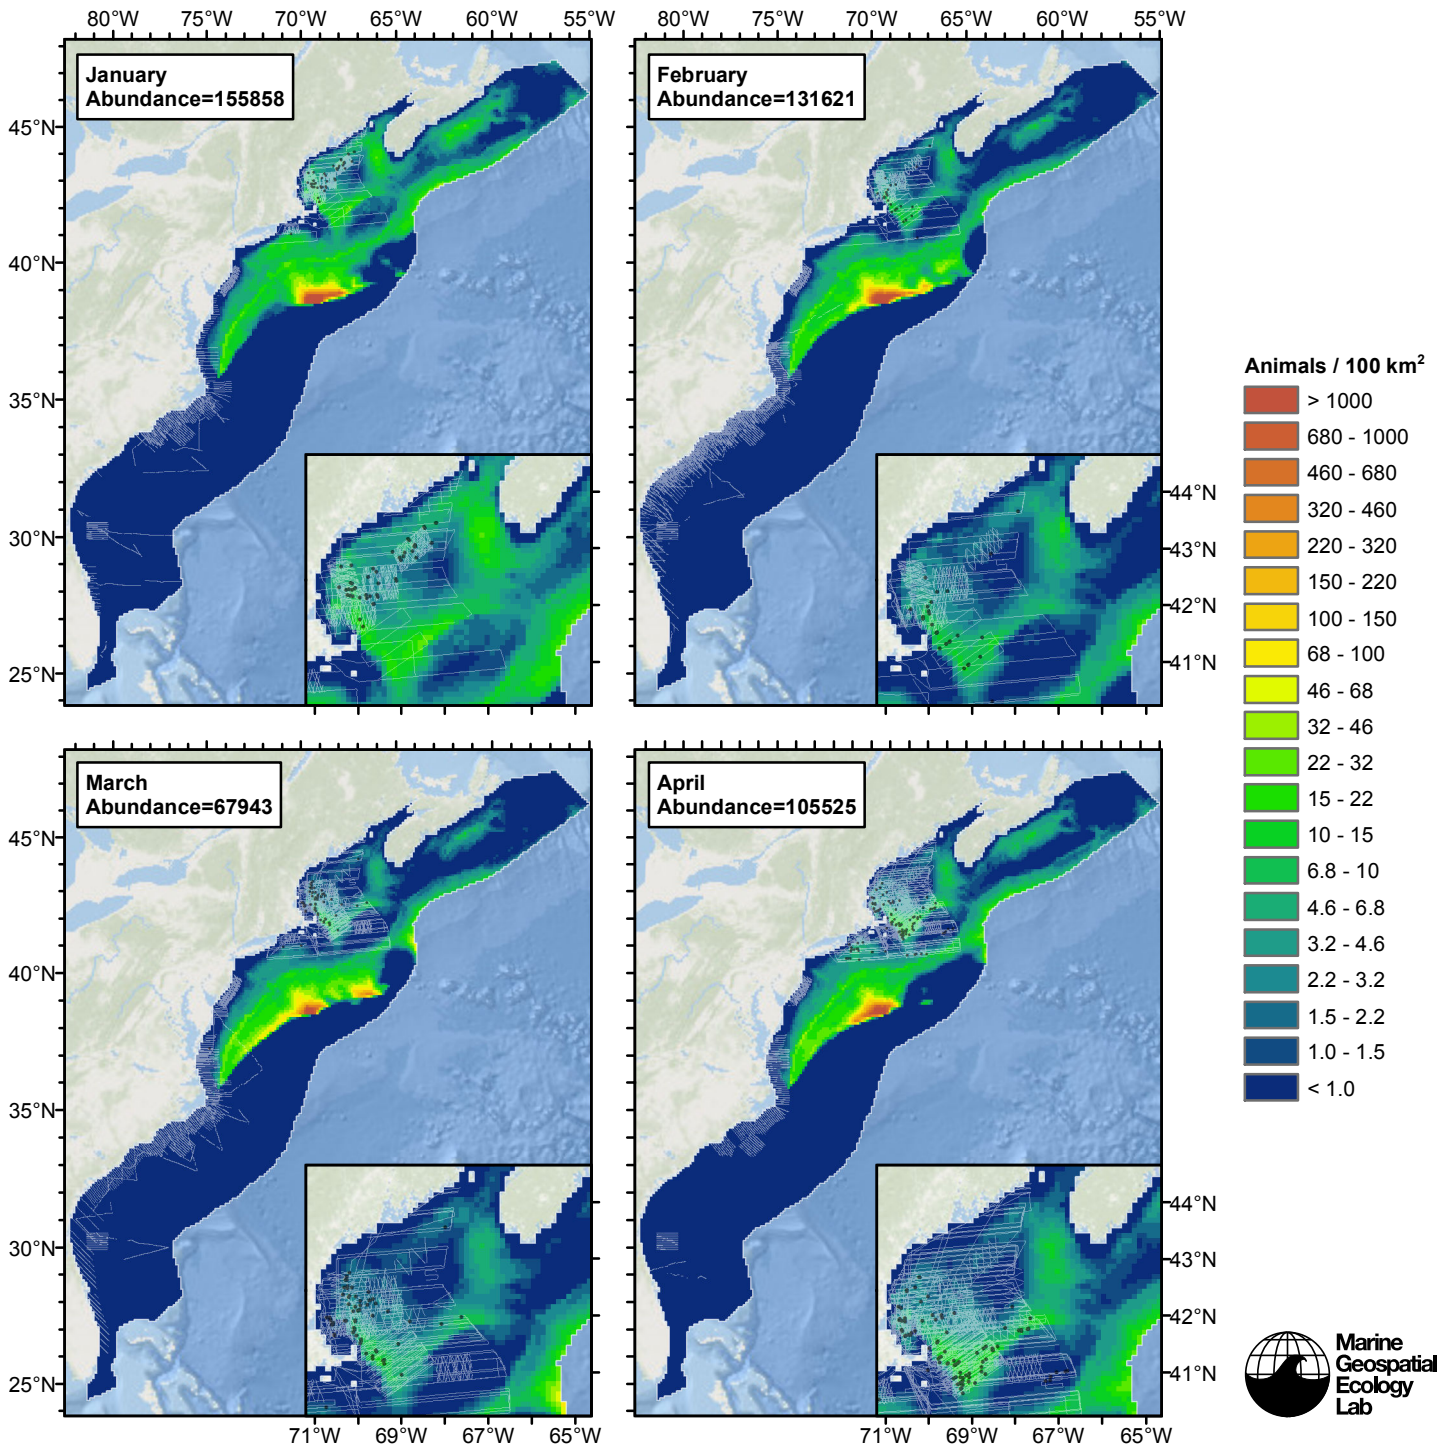 80°W 75°W 70°W 65°W 60°W 55°W
80°W 75°W 70°W 65°W 60°W 55°W
January
Abundance=155858
February
Abundance=131621
45°N
40°N
35°N
30°N
25°N
44°N
43°N
42°N
41°N
March
Abundance=67943
April
Abundance=105525
45°N
40°N
35°N
30°N
25°N
44°N
43°N
42°N
41°N
71°W 69°W 67°W 65°W
71°W 69°W 67°W 65°W
Animals / 100 km²
> 1000
680 - 1000
460 - 680
320 - 460
220 - 320
150 - 220
100 - 150
68 - 100
46 - 68
32 - 46
22 - 32
15 - 22
10 - 15
6.8 - 10
4.6 - 6.8
3.2 - 4.6
2.2 - 3.2
1.5 - 2.2
1.0 - 1.5
< 1.0
Marine
Geospatial
Ecology
Lab